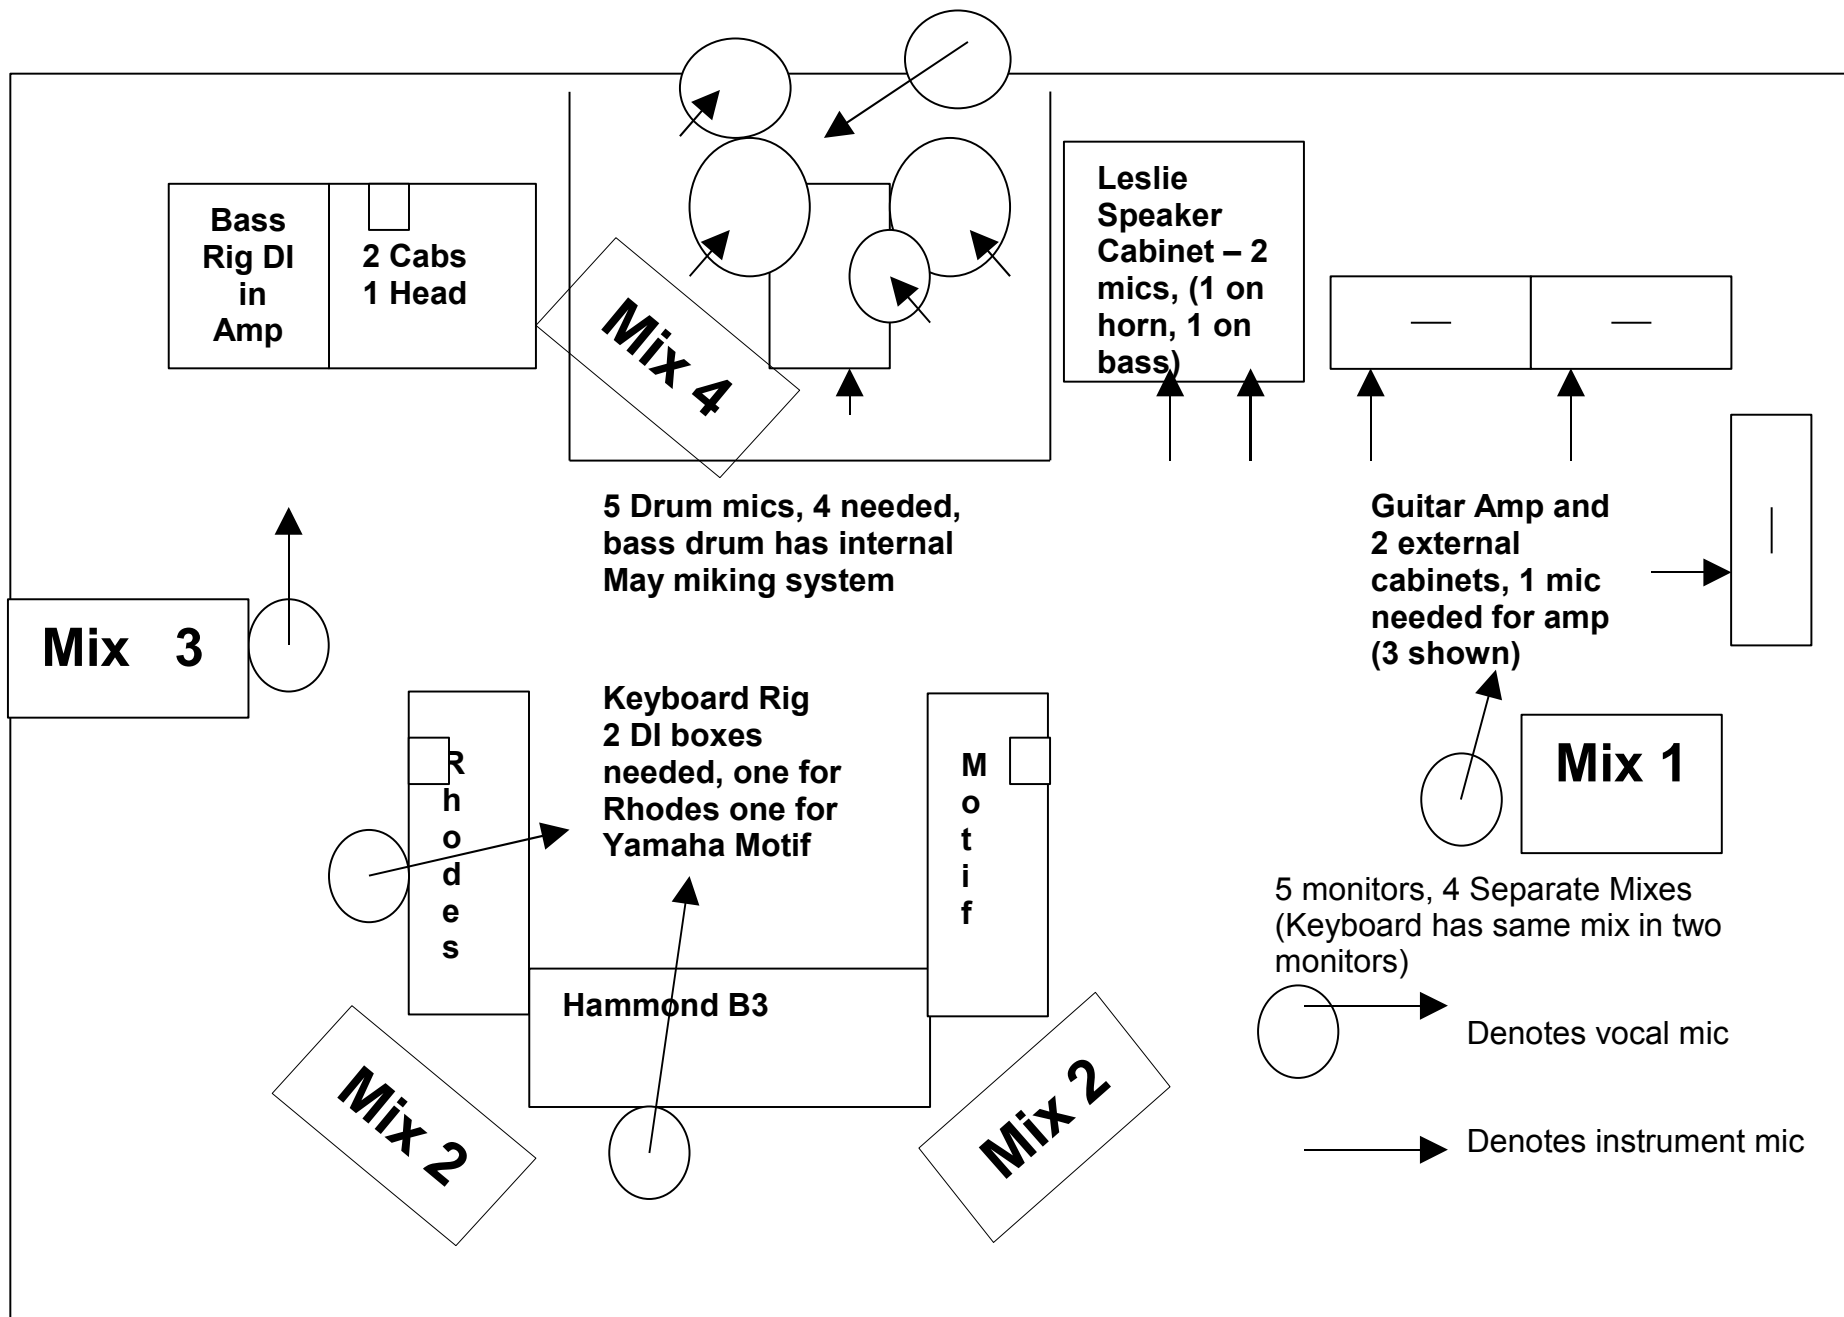 Bass
Rig DI
in
Amp
2 Cabs
1 Head
Mix 4
Leslie
Speaker
Cabinet – 2
mics, (1 on
horn, 1 on
bass)
5 Drum mics, 4 needed,
bass drum has internal
May miking system
Guitar Amp and
2 external
cabinets, 1 mic
needed for amp
(3 shown)
Mix 3
Rhodes
Keyboard Rig
2 DI boxes
needed, one for
Rhodes one for
Yamaha Motif
Motif
Mix 1
5 monitors, 4 Separate Mixes
(Keyboard has same mix in two
monitors)
Hammond B3
Mix 2
Mix 2
Denotes vocal mic
Denotes instrument mic